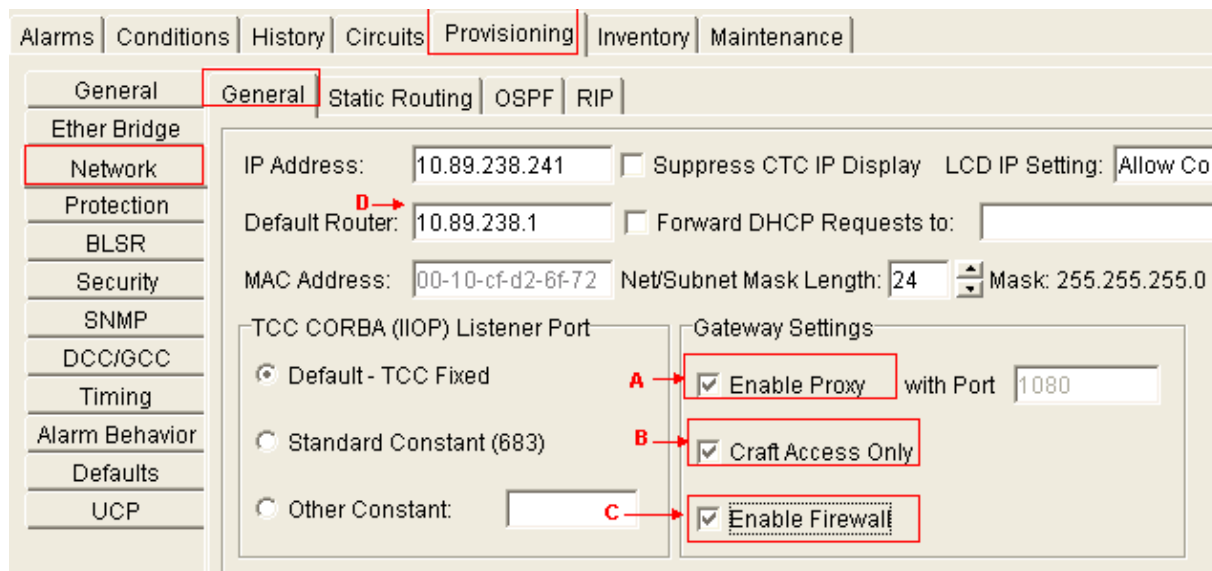 Alarms Conditions History Circuits Provisioning Inventory Maintenance
General
Ether Bridge
Network
Protection
BLSR
Security
SNMP
DCC/GCC
Timing
Alarm Behavior
Defaults
UCP
General Static Routing OSPF RIP
IP Address: 10.89.238.241 Suppress CTC IP Display LCD IP Setting: Allow Co
D
Default Router: 10.89.238.1 Forward DHCP Requests to:
MAC Address: 00-10-cf-d2-6f-72 Net/Subnet Mask Length: 24 Mask: 255.255.255.0
TCC CORBA (IIOP) Listener Port
Default - TCC Fixed
Standard Constant (683)
Other Constant:
Gateway Settings
A Enable Proxy with Port 1080
B Craft Access Only
C Enable Firewall